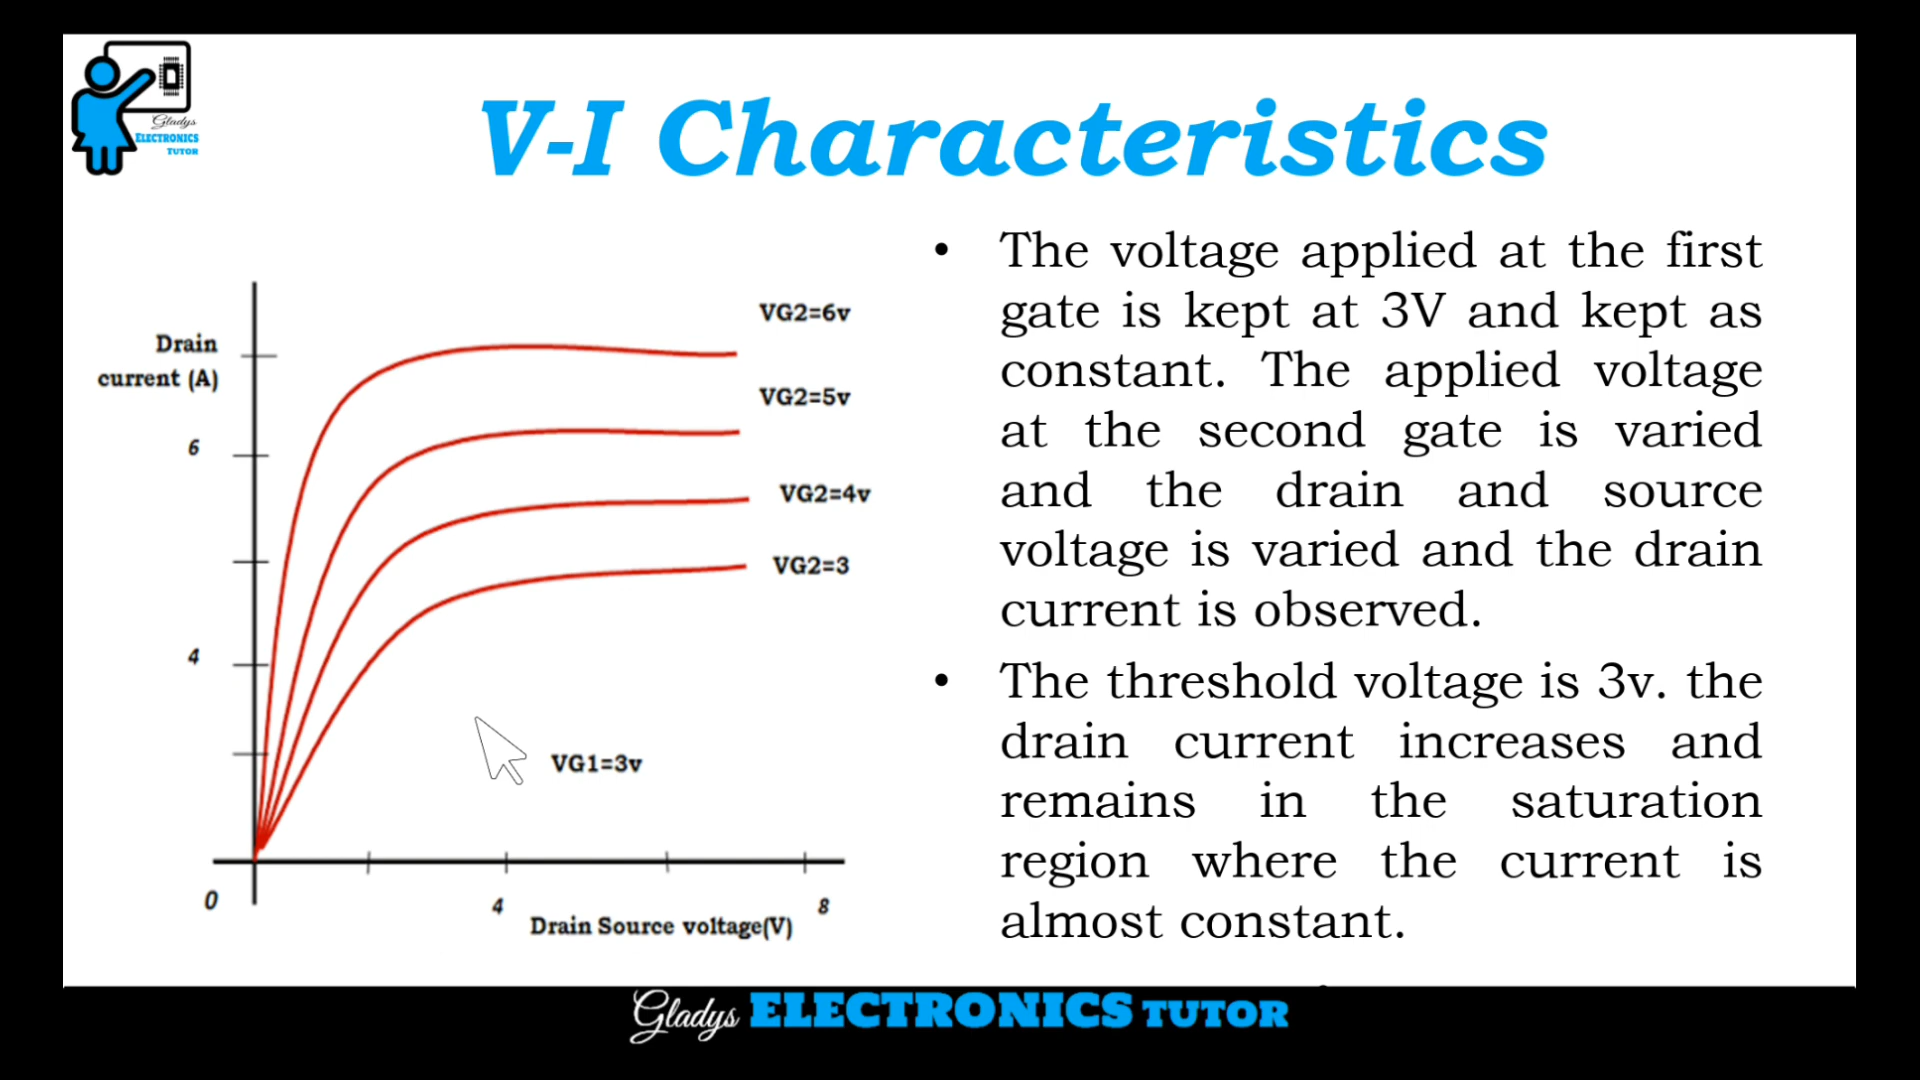 Gladys
ELECTRONICS
TUTOR
V-I Characteristics
Drain
current (A)
6
4
0
4
8
Drain Source voltage(V)
VG2=6v
VG2=5v
VG2=4v
VG2=3
VG1=3v
• The voltage applied at the first
gate is kept at 3V and kept as
constant. The applied voltage
at the second gate is varied
and the drain and source
voltage is varied and the drain
current is observed.
• The threshold voltage is 3v. the
drain current increases and
remains in the saturation
region where the current is
almost constant.
Gladys ELECTRONICS TUTOR